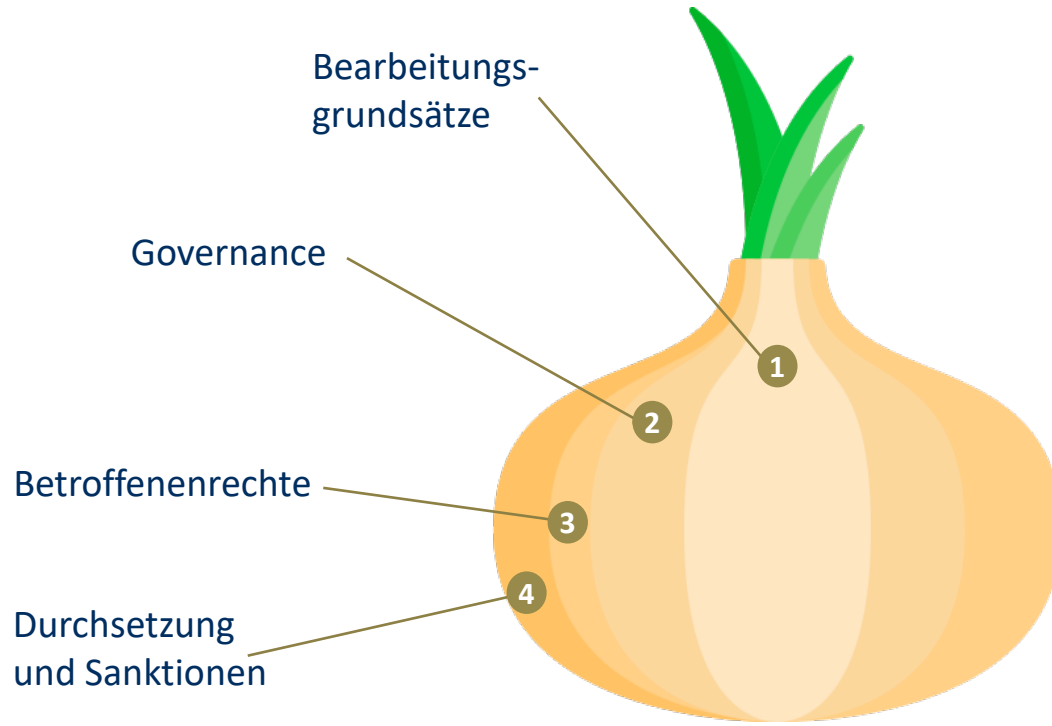 Bearbeitungs-
grundsätze
Governance
1
2
Betroffenenrechte
3
4
Durchsetzung
und Sanktionen